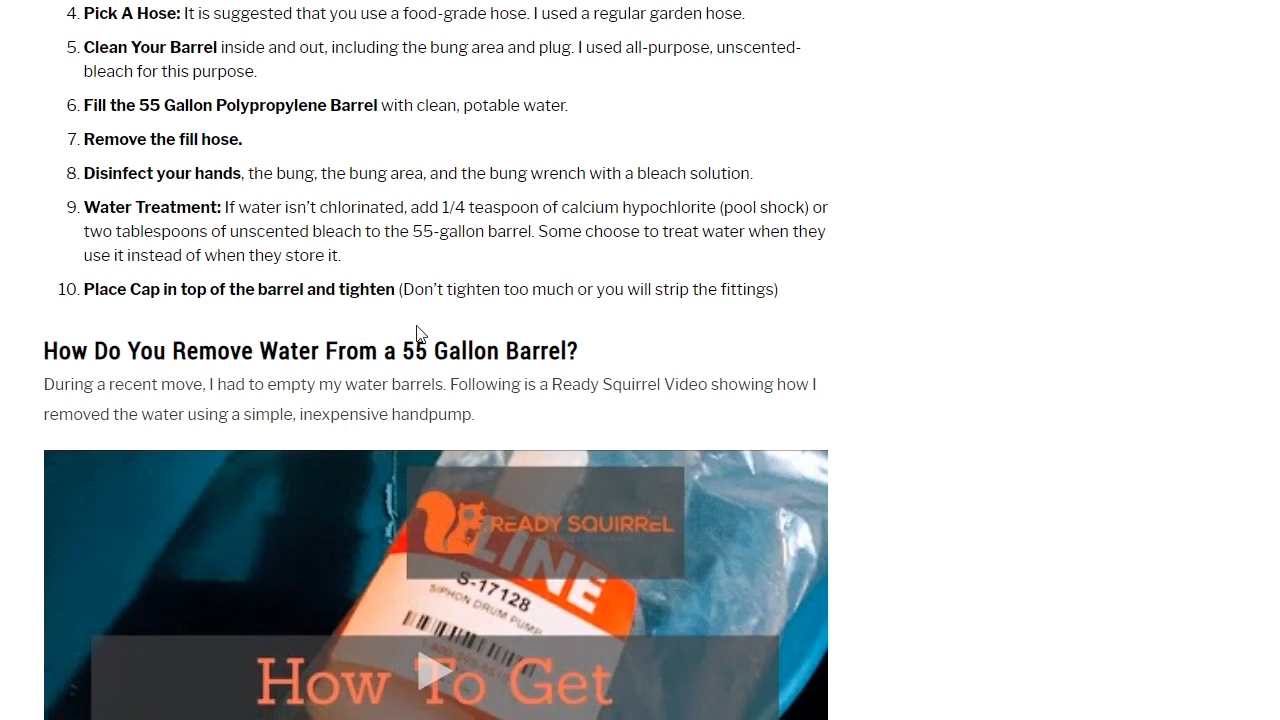 4. Pick A Hose: It is suggested that you use a food-grade hose. I used a regular garden hose.
5. Clean Your Barrel inside and out, including the bung area and plug. I used all-purpose, unscented-
bleach for this purpose.
6. Fill the 55 Gallon Polypropylene Barrel with clean, potable water.
7. Remove the fill hose.
8. Disinfect your hands, the bung, the bung area, and the bung wrench with a bleach solution.
9. Water Treatment: If water isn’t chlorinated, add 1/4 teaspoon of calcium hypochlorite (pool shock) or
two tablespoons of unscented bleach to the 55-gallon barrel. Some choose to treat water when they
use it instead of when they store it.
10. Place Cap in top of the barrel and tighten (Don’t tighten too much or you will strip the fittings)
How Do You Remove Water From a 55 Gallon Barrel?
During a recent move, I had to empty my water barrels. Following is a Ready Squirrel Video showing how I
removed the water using a simple, inexpensive handpump.
READY SQUIRREL
LINE
S-17128
SIPHON DRUM PUMP
How To Get